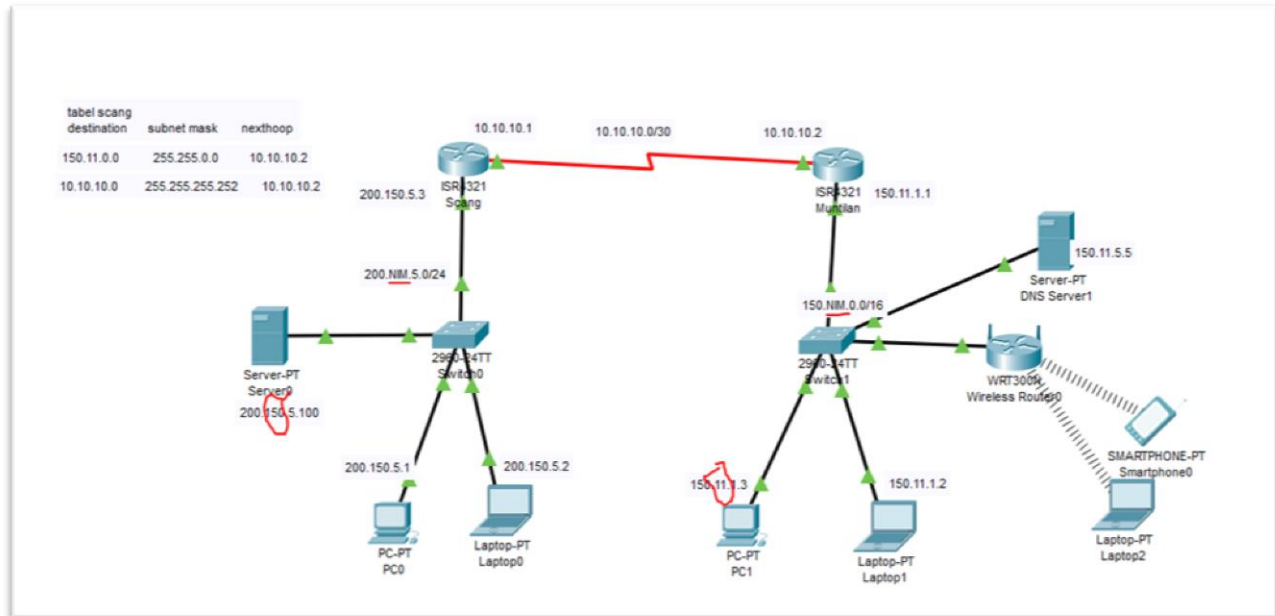 tabel scang
destination subnet mask nexthoop
150.11.0.0 255.255.0.0 10.10.10.2
10.10.10.0 255.255.255.252 10.10.10.2
10.10.10.1
10.10.10.0/30
10.10.10.2
ISR4321
Scang
ISR4321
Muntilan
200.150.5.3
150.11.1.1
200.NIM.5.0/24
150.NIM.0.0/16
150.11.5.5
Server-PT
DNS Server1
Server-PT
Server0
200.150.5.100
2960-24TT
Switch0
2960-24TT
Switch1
WRT300N
Wireless Router0
200.150.5.1
200.150.5.2
150.11.1.3
150.11.1.2
SMARTPHONE-PT
Smartphone0
PC-PT
PC0
Laptop-PT
Laptop0
PC-PT
PC1
Laptop-PT
Laptop1
Laptop-PT
Laptop2